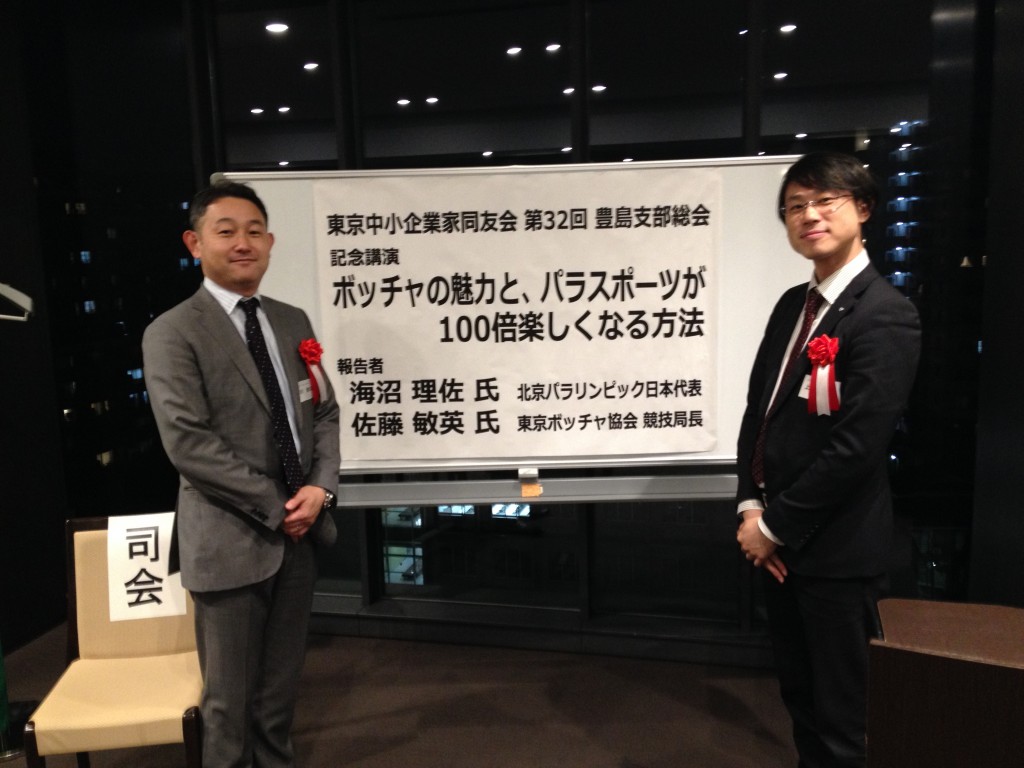 東京中小企業家同友会 第32回 豊島支部総会
記念講演
ボッチャの魅力と、パラスポーツが
100倍楽しくなる方法
報告者
海沼 理佐 氏 北京パラリンピック日本代表
佐藤 敏英 氏 東京ボッチャ協会 競技局長
司会